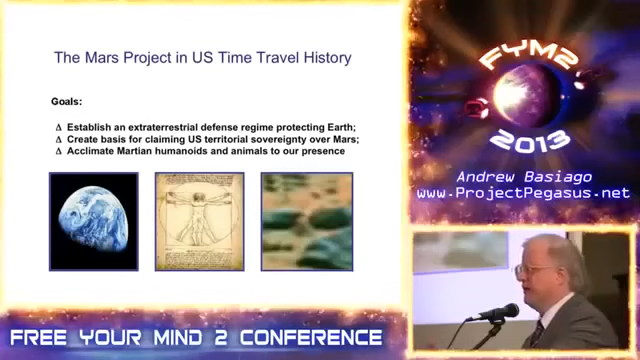 The Mars Project in US Time Travel History
Goals:
Δ Establish an extraterrestrial defense regime protecting Earth;
Δ Create basis for claiming US territorial sovereignty over Mars;
Δ Acclimate Martian humanoids and animals to our presence
FYM2
2013
Andrew Basiago
www.ProjectPegasus.net
FREE YOUR MIND 2 CONFERENCE